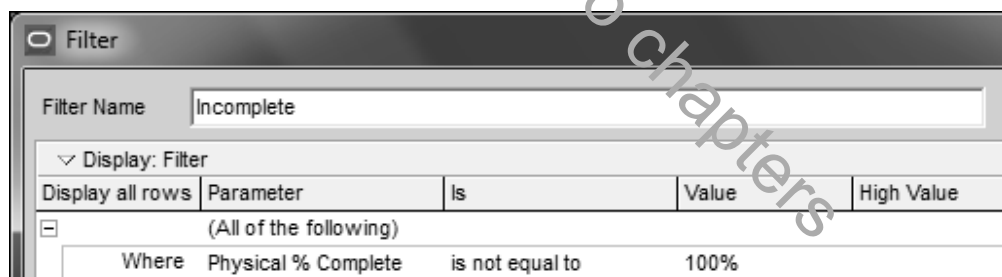 Filter
Filter Name Incomplete
Display: Filter
Display all rows Parameter Is Value High Value
(All of the following)
Where Physical % Complete is not equal to 100%
chapters